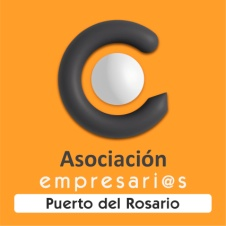 Asociación
empresari@s
Puerto del Rosario